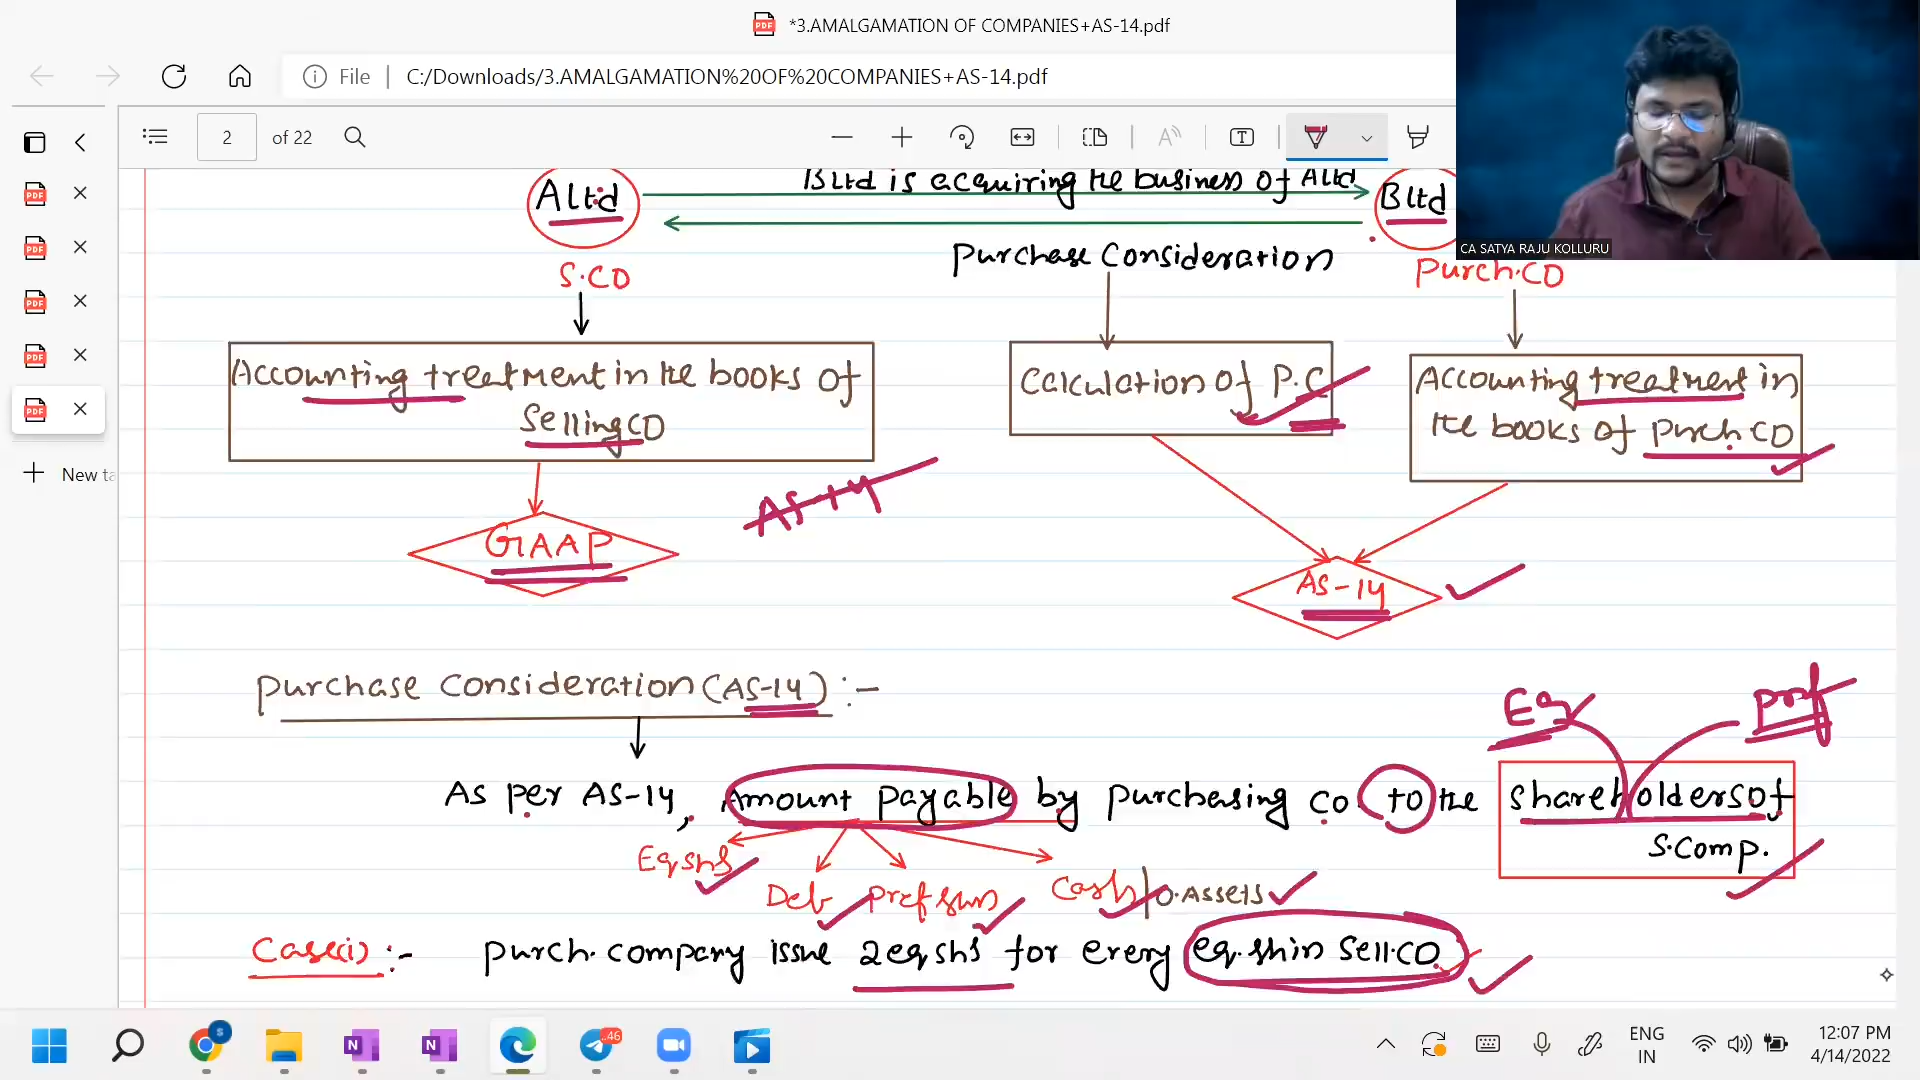 *3.AMALGAMATION OF COMPANIES+AS-14.pdf
File C:/Downloads/3.AMALGAMATION%20OF%20COMPANIES+AS-14.pdf
2 of 22
CA SATYA RAJU KOLLURU
New ta
A Ltd
B Ltd is acquiring the business of A Ltd
B Ltd
Purchase Consideration
S.CO
Purch.CO
Accounting treatment in the books of
Selling CO
Calculation of P.C
Accounting treatment in
the books of purch.CO
AS-14
GAAP
AS-14
purchase consideration (AS-14) :-
Eq
pref
As per AS-14, Amount payable by purchasing co. to the shareholders of
S.Comp.
Eq shs
Deb
Pref shrs
Cash
O.Assets
Case(i) :- purch.company issue 2 eq shs for every eq.sh in Sell.CO
..46
ENG
IN
12:07 PM
4/14/2022